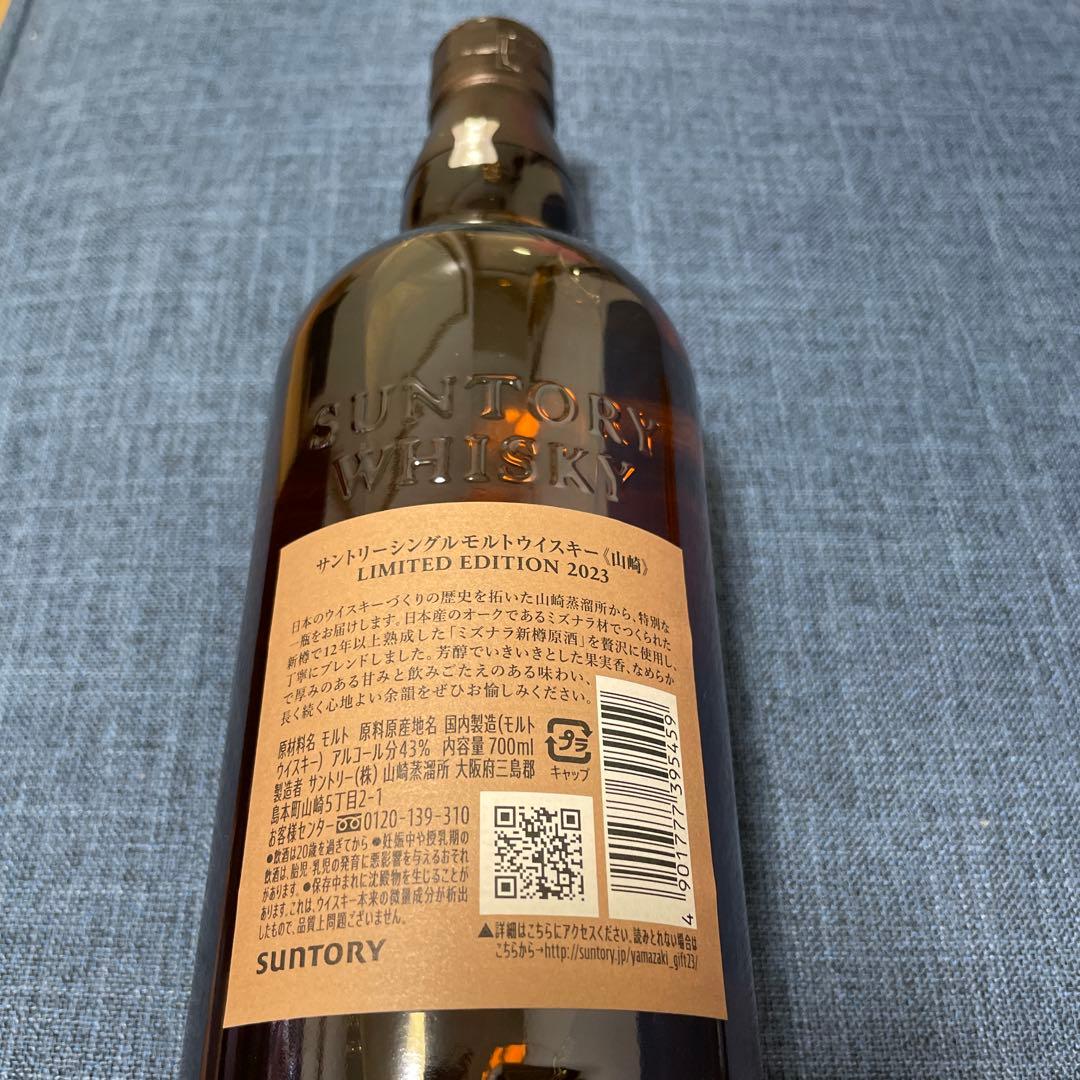 SUNTORY
WHISKY
サントリーシングルモルトウイスキー《山崎》
LIMITED EDITION 2023
日本のウイスキーづくりの歴史を拓いた山崎蒸溜所から、特別な
一瓶をお届けします。日本産のオークであるミズナラ材でつくられた
新樽で12年以上熟成した「ミズナラ新樽原酒」を贅沢に使用し、
丁寧にブレンドしました。芳醇でいきいきとした果実香、なめらか
で厚みのある甘みと飲みごたえのある味わい、
長く続く心地よい余韻をぜひお愉しみください。
原材料名 モルト 原料原産地名 国内製造(モルト
ウイスキー) アルコール分43% 内容量700ml
製造者 サントリー(株) 山崎蒸溜所 大阪府三島郡
島本町山崎5丁目2-1
お客様センター 0120-139-310
●飲酒は20歳を過ぎてから ●妊娠中や授乳期の
飲酒は、胎児・乳児の発育に悪影響を与えるおそれ
があります。●保存中まれに沈殿物を生じることが
あります。これは、ウイスキー本来の微量成分が析出
したもので、品質上問題ございません。
SUNTORY
プラ
キャップ
4 901777 395459
▲詳細はこちらにアクセスください。読みとれない場合は
こちらから→http://suntory.jp/yamazaki_gift23/